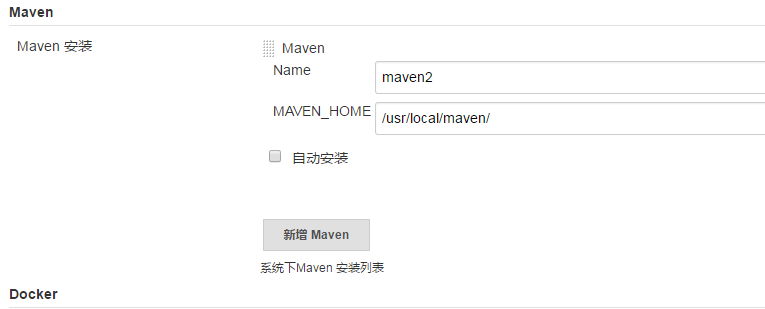 Maven
Maven 安装
Maven
Name
maven2
MAVEN_HOME
/usr/local/maven/
自动安装
新增 Maven
系统下Maven 安装列表
Docker